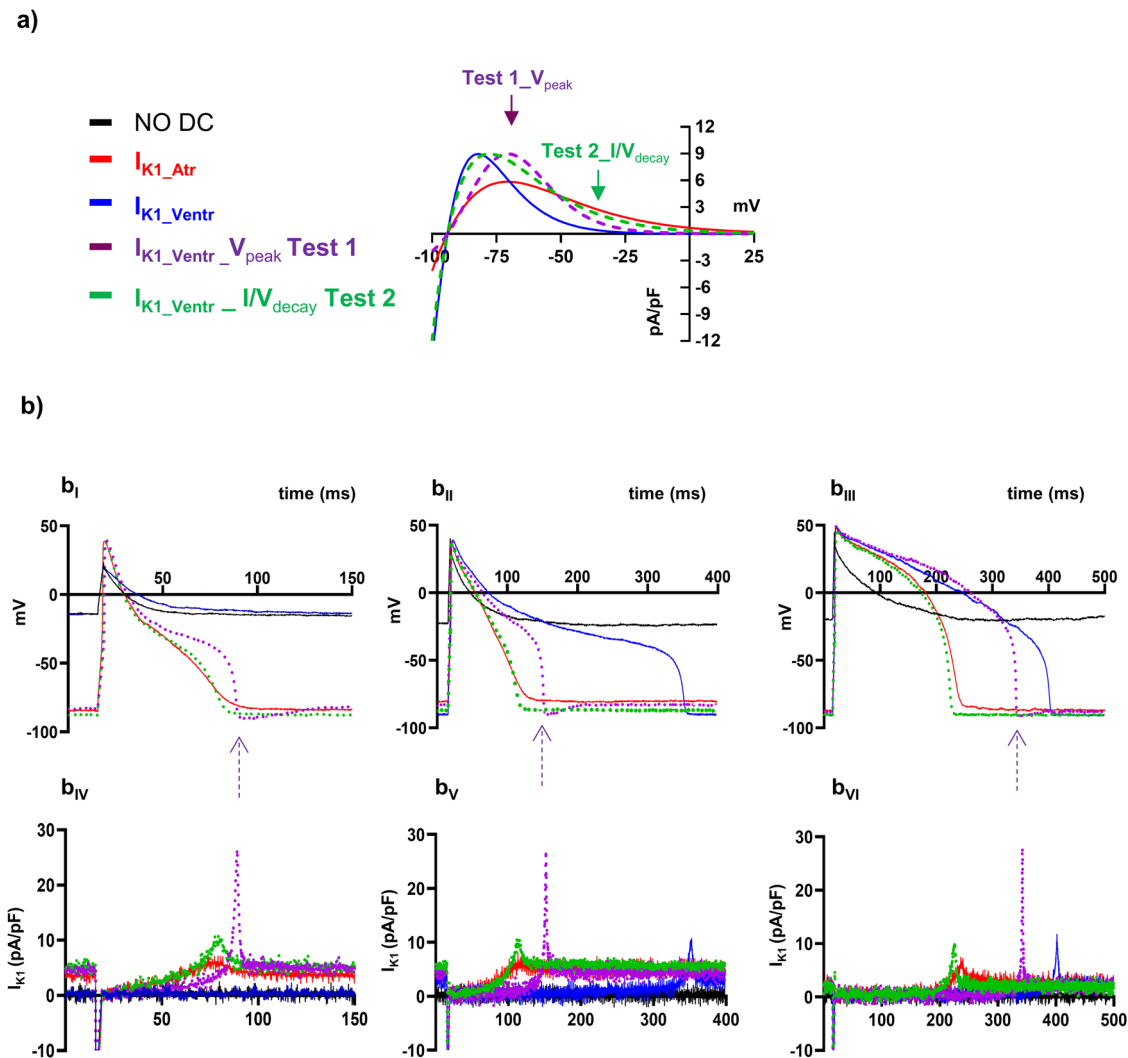 a)
Test 1_Vpeak
NO DC
IK1_Atr
IK1_Ventr
IK1_Ventr _Vpeak Test 1
IK1_Ventr _ I/Vdecay Test 2
Test 2_I/Vdecay
12
9
6
3
mV
-100 -75 -50 -25 25
-3
-6
-9
-12
pA/pF
b)
bI time (ms)
50
0
-50
-100
mV
50 100 150
bII time (ms)
50
0
-50
-100
mV
100 200 300 400
bIII time (ms)
50
0
-50
-100
mV
100 200 300 400 500
bIV
30
20
10
0
-10
IK1 (pA/pF)
50 100 150
bV
30
20
10
0
-10
IK1 (pA/pF)
100 200 300 400
bVI
30
20
10
0
-10
IK1 (pA/pF)
100 200 300 400 500